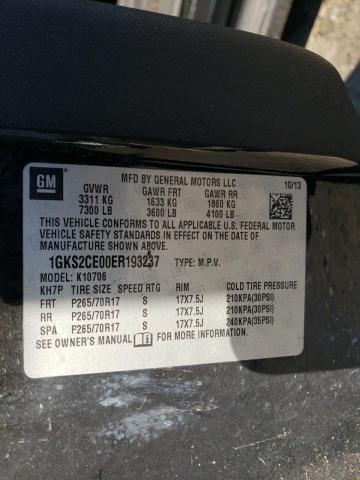 GM
MFD BY GENERAL MOTORS LLC 10/13
GVWR GAWR FRT GAWR RR
3311 KG 1633 KG 1860 KG
7300 LB 3600 LB 4100 LB
THIS VEHICLE CONFORMS TO ALL APPLICABLE U.S. FEDERAL MOTOR
VEHICLE SAFETY STANDARDS IN EFFECT ON THE DATE OF
MANUFACTURE SHOWN ABOVE.
1GKS2CE00ER193237 TYPE: M.P.V.
MODEL: K10706
KH7P TIRE SIZE SPEED RTG RIM COLD TIRE PRESSURE
FRT P265/70R17 S 17X7.5J 210KPA(30PSI)
RR P265/70R17 S 17X7.5J 210KPA(30PSI)
SPA P265/70R17 S 17X7.5J 240KPA(35PSI)
SEE OWNER'S MANUAL FOR MORE INFORMATION.